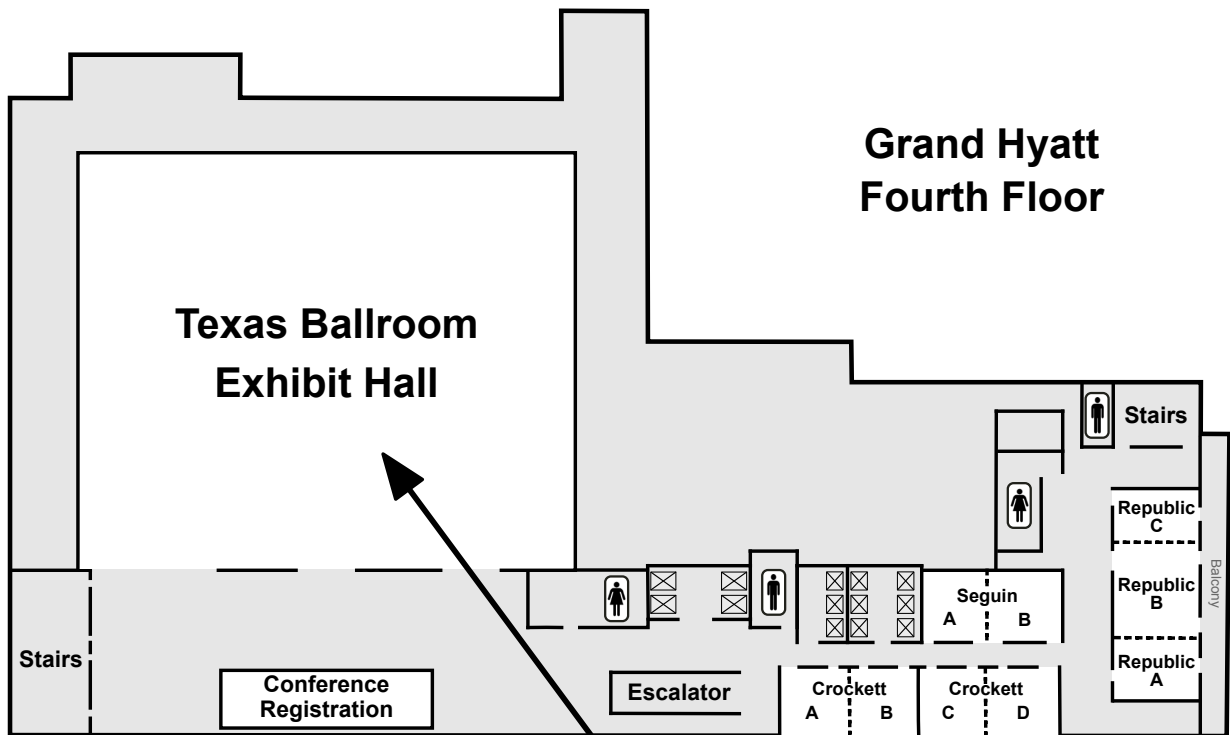 Grand Hyatt
Fourth Floor
Texas Ballroom
Exhibit Hall
Stairs
Republic
C
Balcony
Seguin
A B
Republic
B
Stairs
Republic
A
Conference
Registration
Escalator
Crockett
A B
Crockett
C D